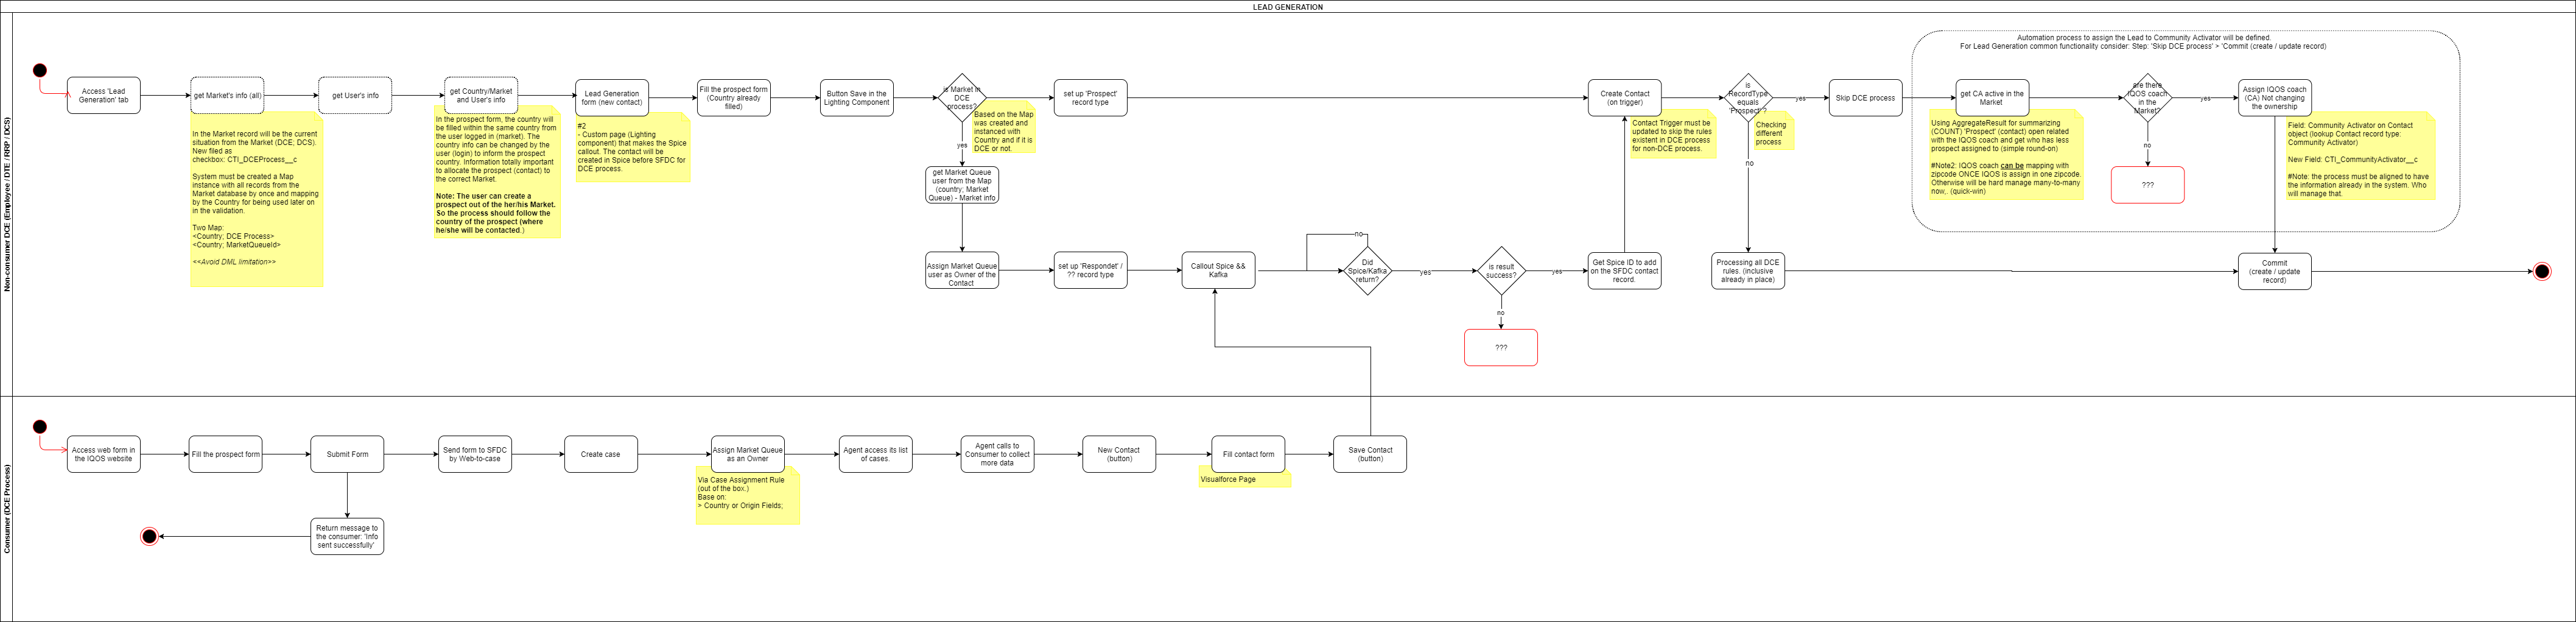 LEAD GENERATION
Non-consumer DCE (Employee / DTE / RRP / DCS)
Automation process to assign the Lead to Community Activator will be defined.
For Lead Generation common functionality consider: Step: 'Skip DCE process' > 'Commit (create / update record)
Access 'Lead
Generation' tab
get Market's info (all)
In the Market record will be the current
situation from the Market (DCE; DCS).
New filed as
checkbox: CTI_DCEProcess__c
System must be created a Map
instance with all records from the
Market database by once and mapping
by the Country for being used later on
in the validation.
Two Map:
<Country; DCE Process>
<Country; MarketQueueId>
<<Avoid DML limitation>>
get User's info
get Country/Market
and User's info
In the prospect form, the country will
be filled within the same country from
the user logged in (market). The
country info can be changed by the
user (login) to inform the prospect
country. Information totally important
to allocate the prospect (contact) to
the correct Market.
Note: The user can create a
prospect out of the her/his Market.
So the process should follow the
country of the prospect (where
he/she will be contacted.)
Lead Generation
form (new contact)
#2
- Custom page (Lighting
component) that makes the Spice
callout. The contact will be
created in Spice before SFDC for
DCE process.
Fill the prospect form
(Country already
filled)
Button Save in the
Lighting Component
is Market in
DCE
process?
Based on the Map
was created and
instanced with
Country and if it is
DCE or not.
yes
set up 'Prospect'
record type
get Market Queue
user from the Map
(country; Market
Queue) - Market info
Assign Market Queue
user as Owner of the
Contact
set up 'Respondet' /
?? record type
Callout Spice &&
Kafka
no
Did
Spice/Kafka
return?
yes
is result
success?
no
???
yes
Get Spice ID to add
on the SFDC contact
record.
Create Contact
(on trigger)
Contact Trigger must be
updated to skip the rules
existent in DCE process
for non-DCE process.
is
RecordType
equals
'Prospect' ?
Checking
different
process
no
Processing all DCE
rules. (inclusive
already in place)
yes
Skip DCE process
get CA active in the
Market
Using AggregateResult for summarizing
(COUNT) 'Prospect' (contact) open related
with the IQOS coach and get who has less
prospect assigned to (simple round-on)
#Note2: IQOS coach can be mapping with
zipcode ONCE IQOS is assign in one zipcode.
Otherwise will be hard manage many-to-many
now,. (quick-win)
are there
IQOS coach
in the
Market?
no
???
yes
Assign IQOS coach
(CA) Not changing
the ownership
Field: Community Activator on Contact
object (lookup Contact record type:
Community Activator)
New Field: CTI_CommunityActivator__c
#Note: the process must be aligned to have
the information already in the system. Who
will manage that.
Commit
(create / update
record)
Consumer (DCE Process)
Access web form in
the IQOS website
Fill the prospect form
Submit Form
Return message to
the consumer: 'Info
sent successfully'
Send form to SFDC
by Web-to-case
Create case
Assign Market Queue
as an Owner
Via Case Assignment Rule
(out of the box.)
Base on:
> Country or Origin Fields;
Agent access its list
of cases.
Agent calls to
Consumer to collect
more data
New Contact
(button)
Fill contact form
Visualforce Page
Save Contact
(button)